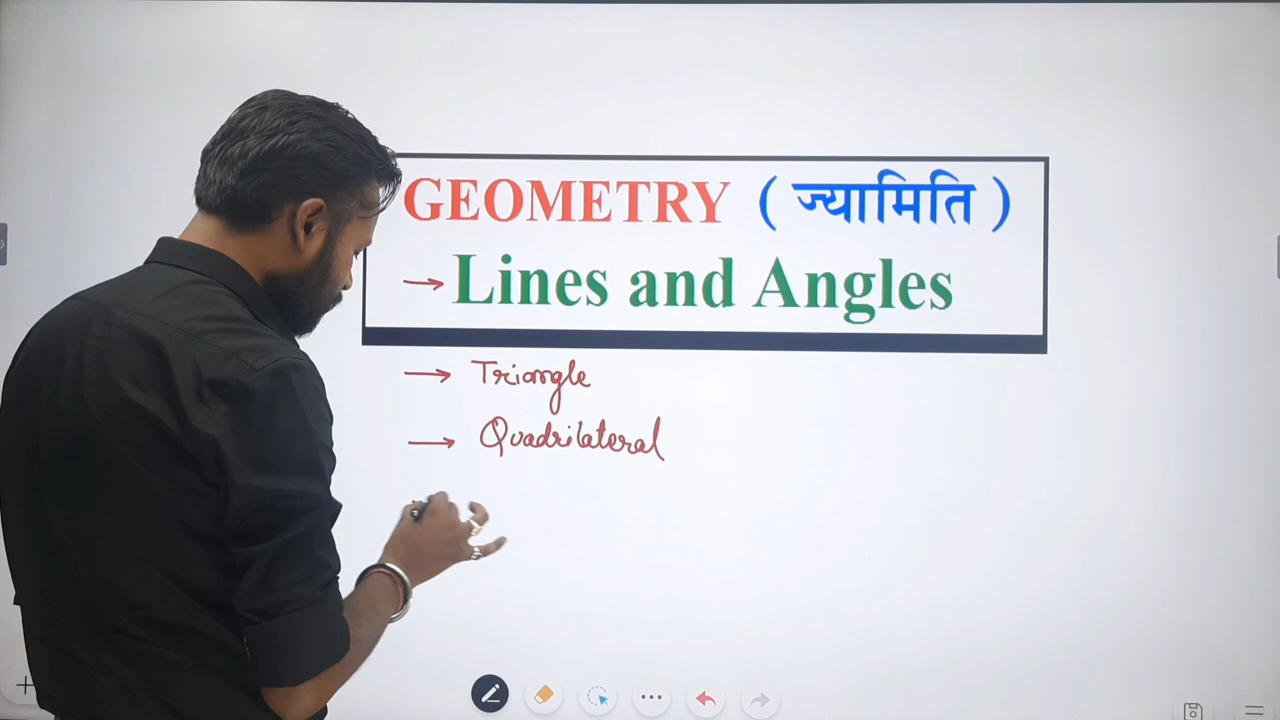 GEOMETRY ( ज्यामिति )
→ Lines and Angles
→ Triangle
→ Quadrilateral